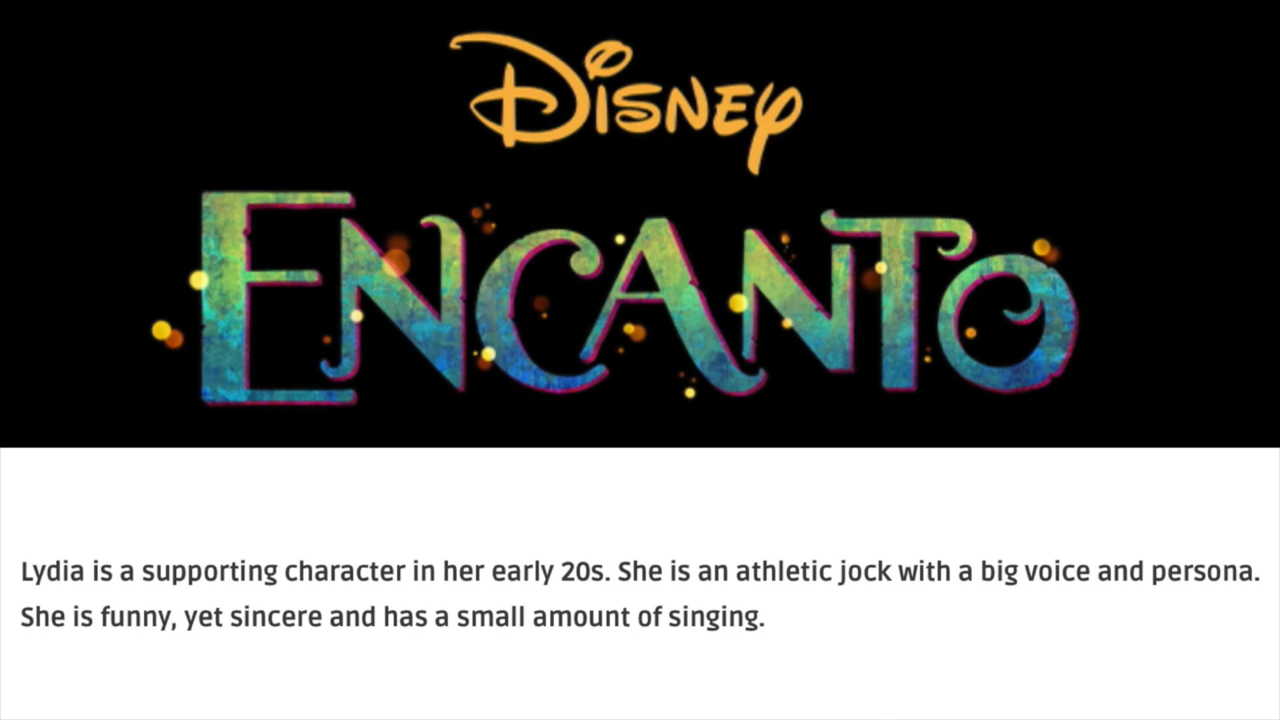 Disney
ENCANTO
Lydia is a supporting character in her early 20s. She is an athletic jock with a big voice and persona.
She is funny, yet sincere and has a small amount of singing.